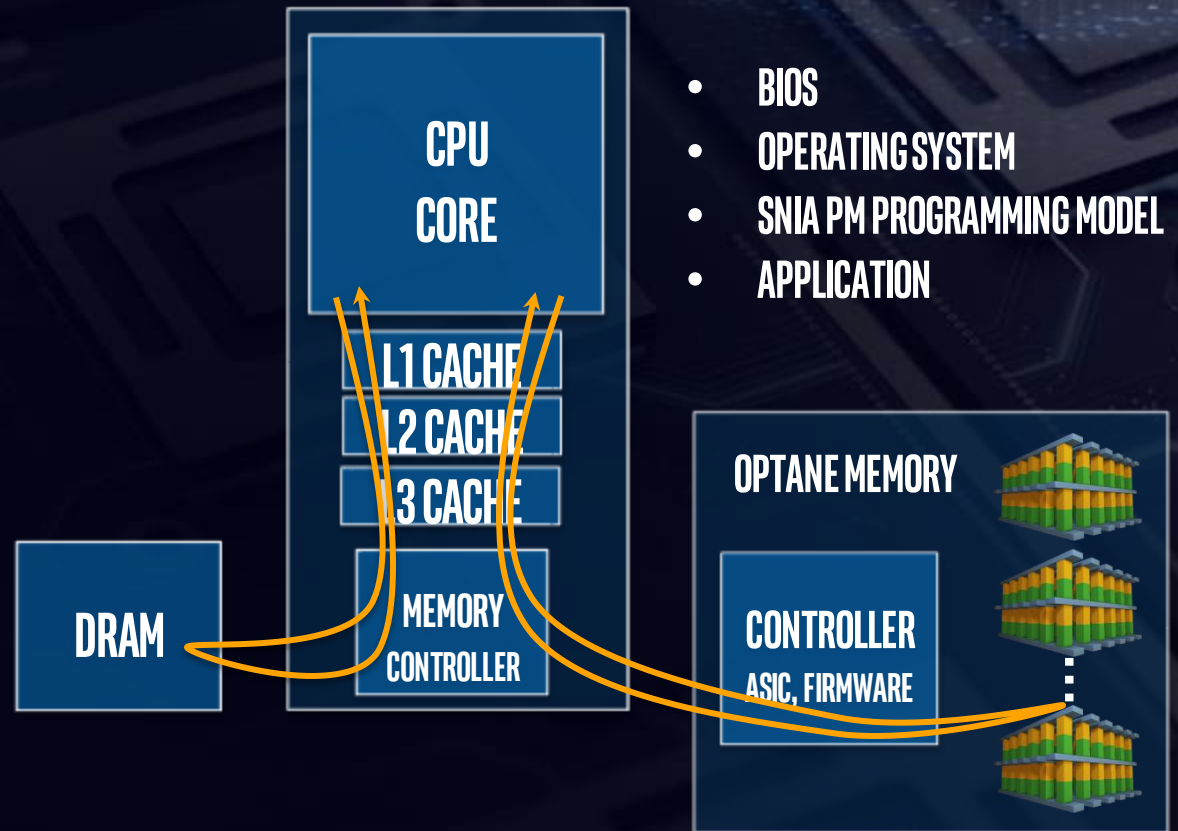 CPU
CORE
L1 CACHE
L2 CACHE
L3 CACHE
MEMORY
CONTROLLER
DRAM
• BIOS
• OPERATING SYSTEM
• SNIA PM PROGRAMMING MODEL
• APPLICATION
OPTANE MEMORY
CONTROLLER
ASIC, FIRMWARE